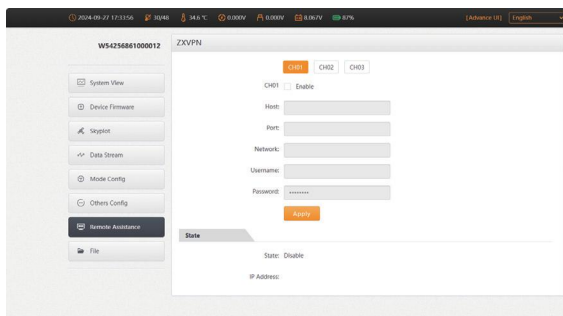 2024-09-27 17:33:56 30/48 34.6 ℃ 0.000V 0.000V 8.067V 87% [Advance UI] English
W54256861000012
ZXVPN
CH01 CH02 CH03
System View
CH01 Enable
Device Firmware
Host:
Skyplot
Port:
Data Stream
Network:
Mode Config
Username:
Others Config
Password: ••••••••
Apply
Remote Assistance
State
File
State: Disable
IP Address: